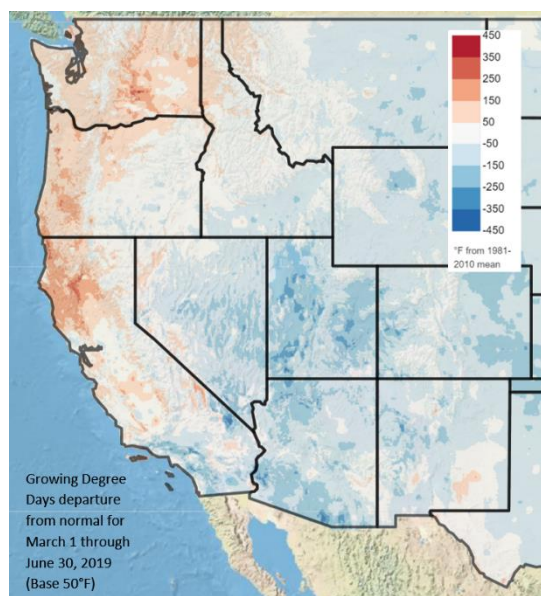 450
350
250
150
50
-50
-150
-250
-350
-450
°F from 1981-
2010 mean
Growing Degree
Days departure
from normal for
March 1 through
June 30, 2019
(Base 50°F)